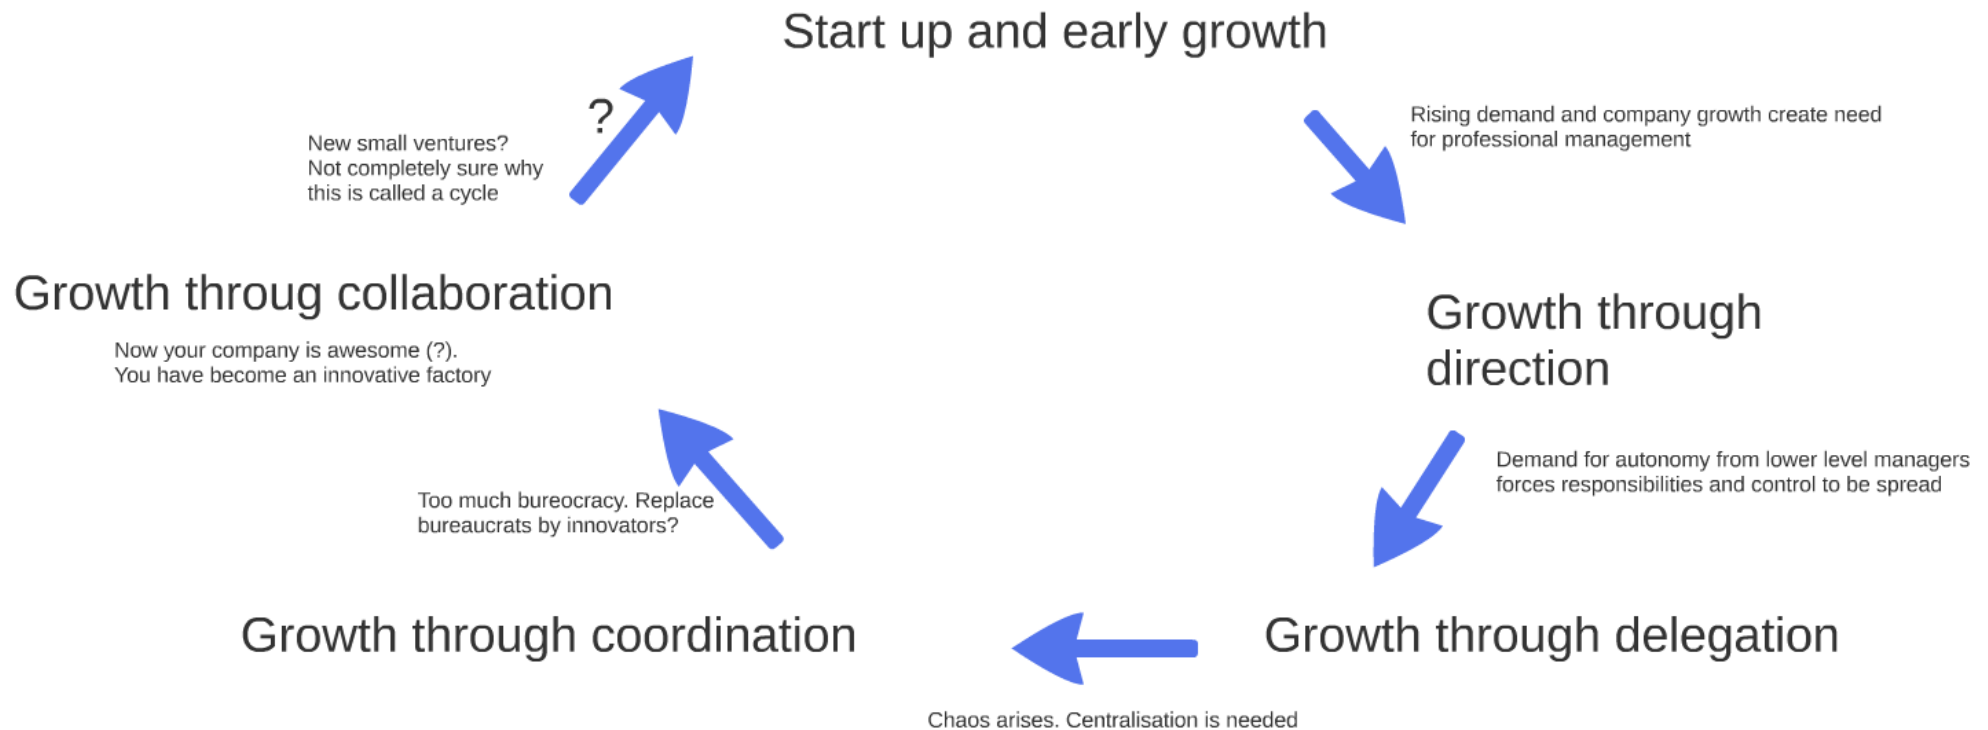 Start up and early growth
Rising demand and company growth create need
for professional management
Growth through
direction
Demand for autonomy from lower level managers
forces responsibilities and control to be spread
Growth through delegation
Chaos arises. Centralisation is needed
Growth through coordination
Too much bureocracy. Replace
bureaucrats by innovators?
Growth throug collaboration
Now your company is awesome (?).
You have become an innovative factory
New small ventures?
Not completely sure why
this is called a cycle
?